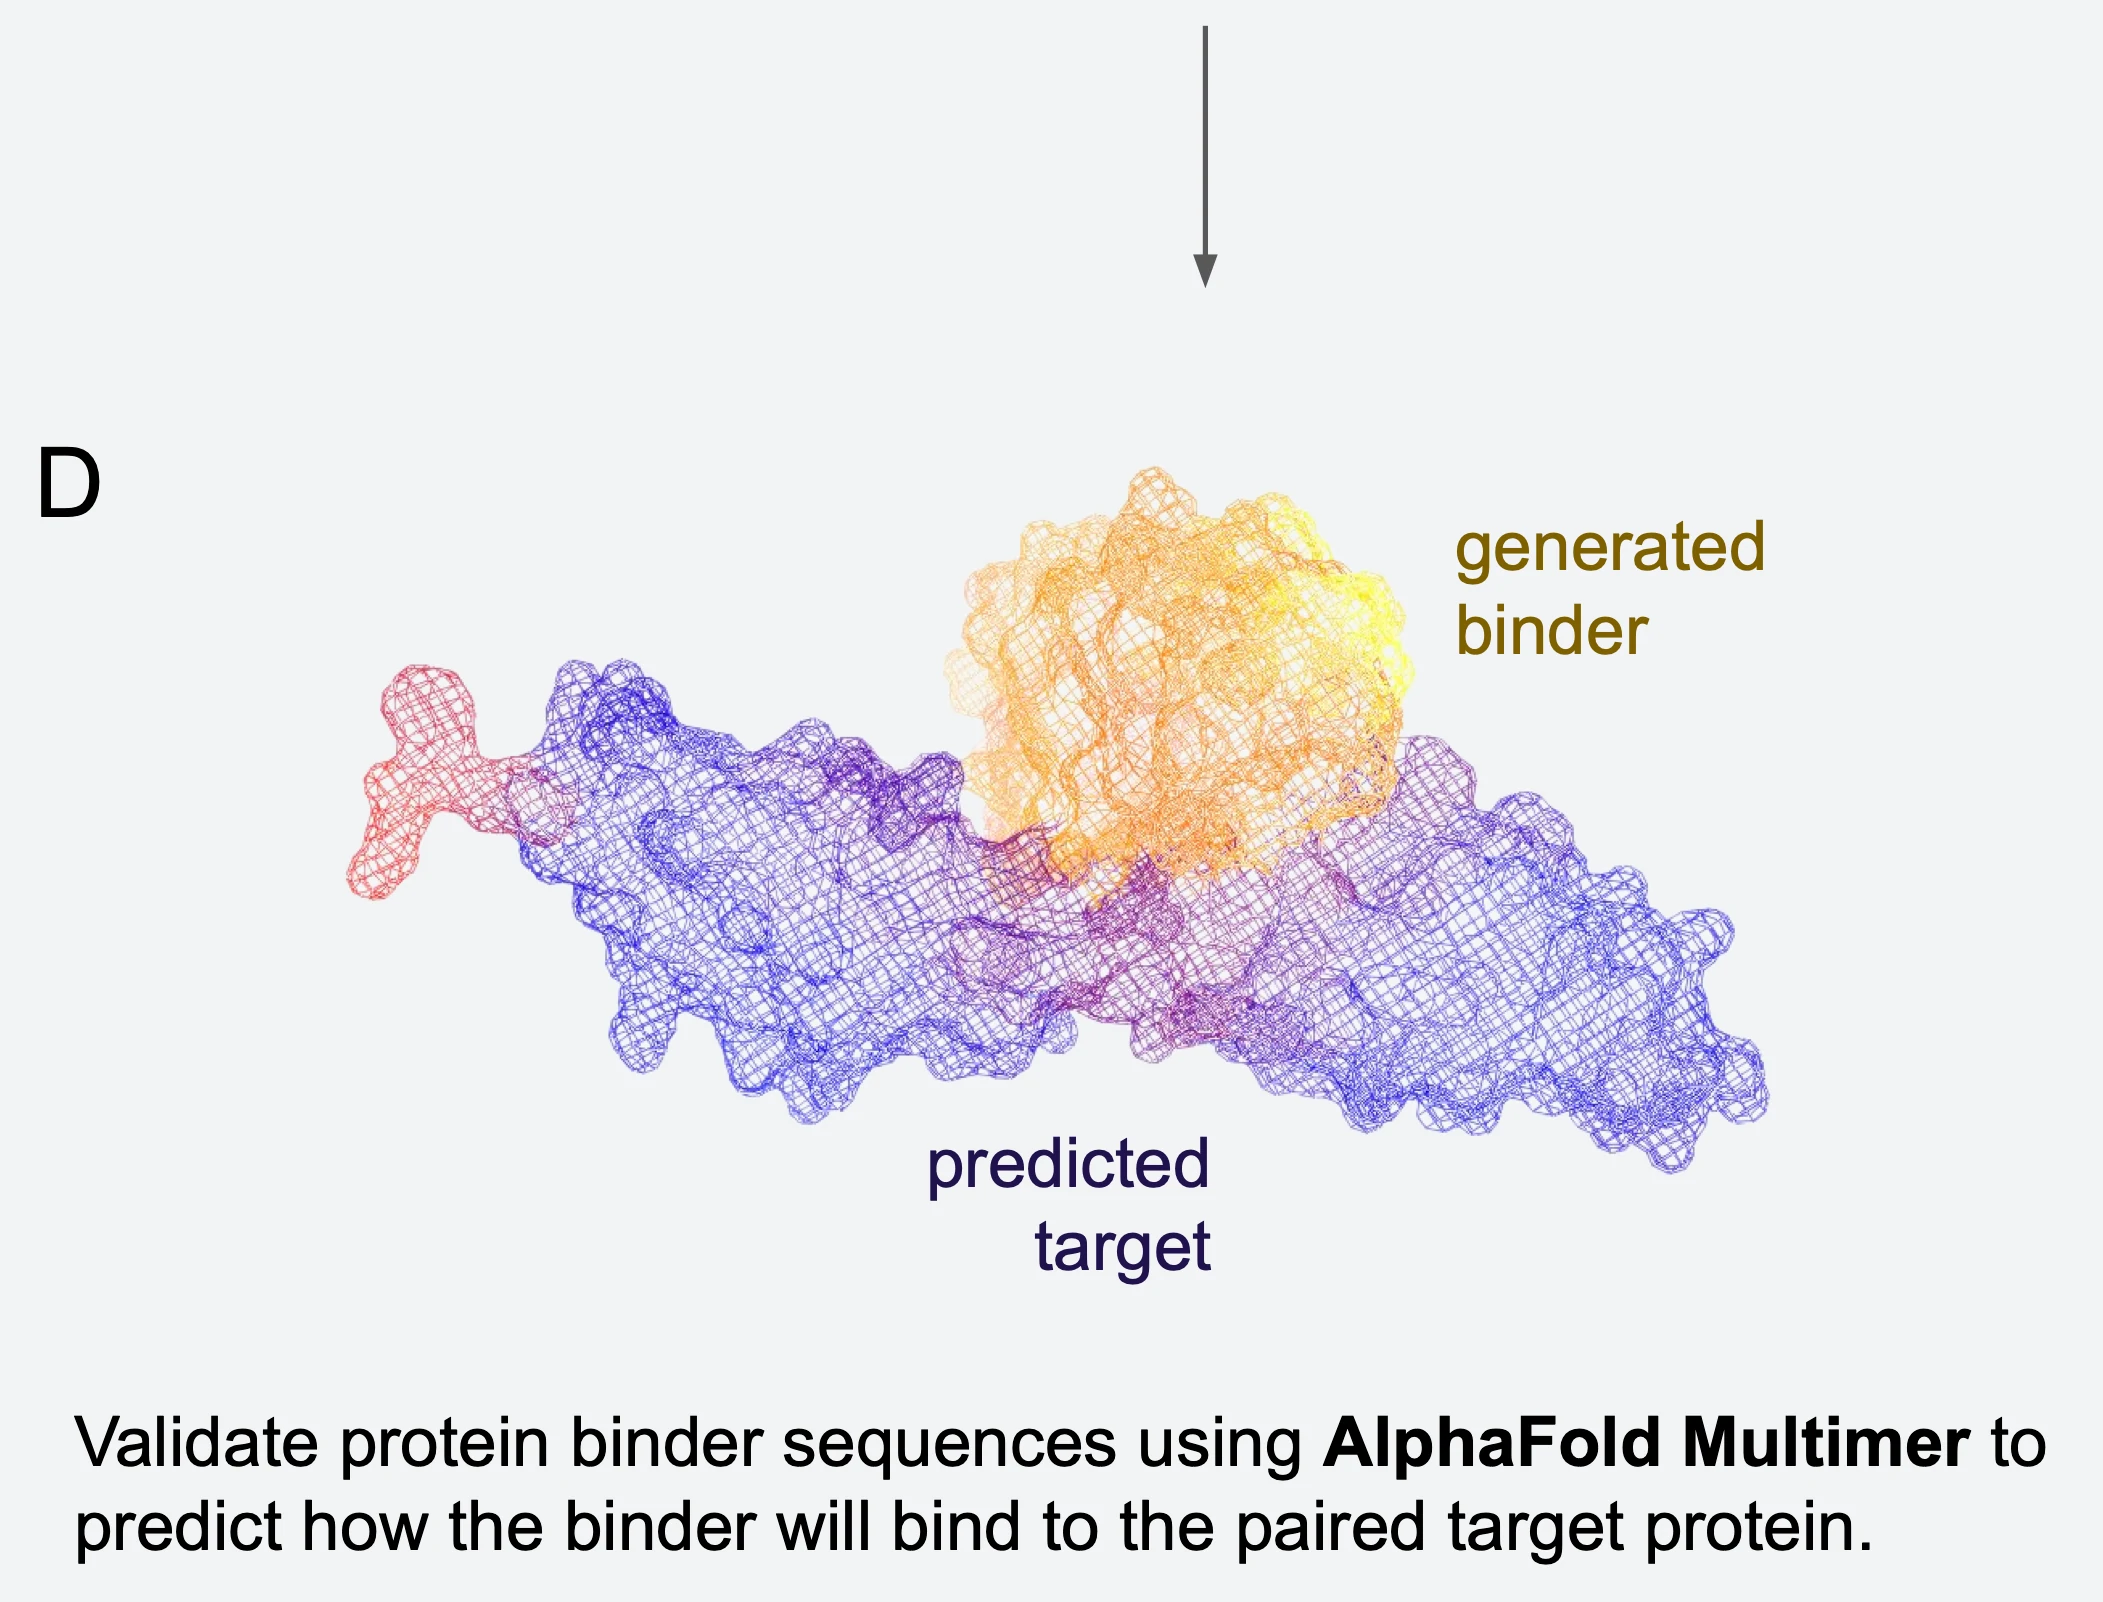 D
generated
binder
predicted
target
Validate protein binder sequences using AlphaFold Multimer to
predict how the binder will bind to the paired target protein.